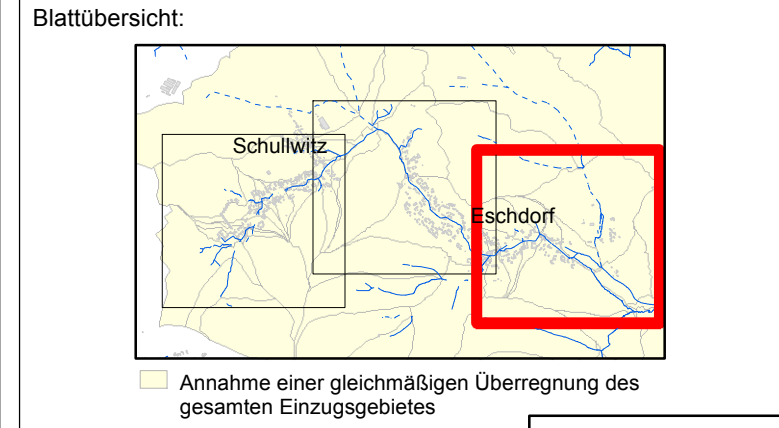 Blattübersicht:
Schullwitz
Eschdorf
Annahme einer gleichmäßigen Überregnung des
gesamten Einzugsgebietes